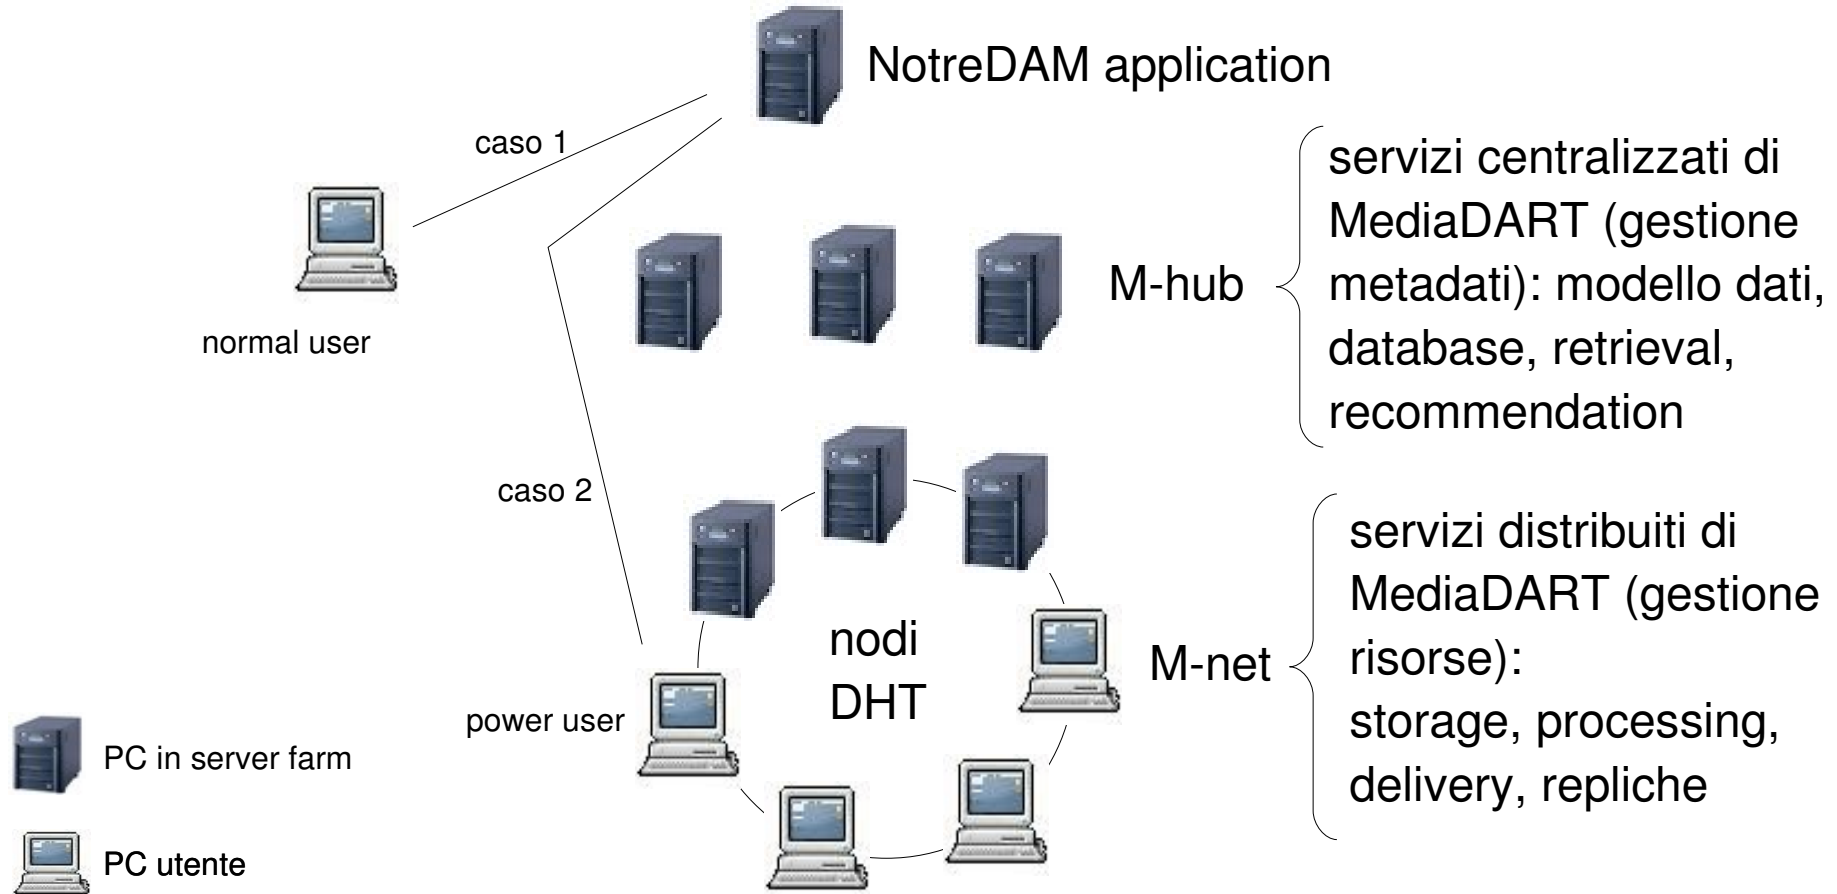 NotreDAM application
caso 1
normal user
M-hub
servizi centralizzati di
MediaDART (gestione
metadati): modello dati,
database, retrieval,
recommendation
caso 2
power user
nodi
DHT
M-net
servizi distribuiti di
MediaDART (gestione
risorse):
storage, processing,
delivery, repliche
PC in server farm
PC utente